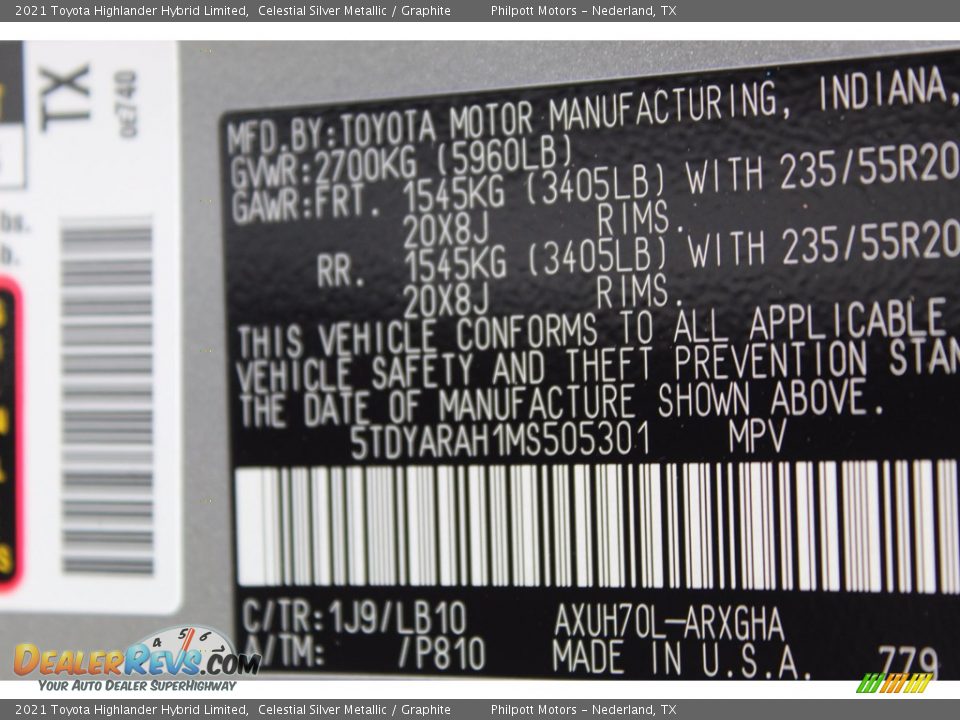 2021 Toyota Highlander Hybrid Limited, Celestial Silver Metallic / Graphite Philpott Motors - Nederland, TX
TX
0e740
MFD.BY:TOYOTA MOTOR MANUFACTURING, INDIANA,
GVWR:2700KG (5960LB)
GAWR:FRT. 1545KG (3405LB) WITH 235/55R20
20X8J RIMS.
RR. 1545KG (3405LB) WITH 235/55R20
20X8J RIMS.
THIS VEHICLE CONFORMS TO ALL APPLICABLE
VEHICLE SAFETY AND THEFT PREVENTION STAN
THE DATE OF MANUFACTURE SHOWN ABOVE.
5TDYARAH1MS505301 MPV
C/TR:1J9/LB10 AXUH70L-ARXGHA
A/TM: /P810 MADE IN U.S.A. 779
4 5 6
DEALERREVS.COM
YOUR AUTO DEALER SUPERHIGHWAY
2021 Toyota Highlander Hybrid Limited, Celestial Silver Metallic / Graphite Philpott Motors - Nederland, TX